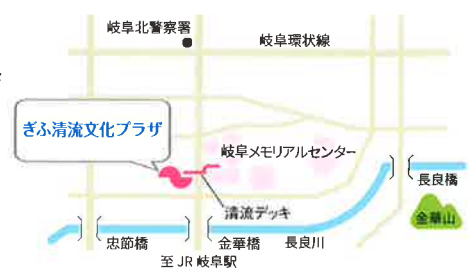 岐阜北警察署
岐阜環状線
ぎふ清流文化プラザ
岐阜メモリアルセンター
長良橋
清流デッキ
金華山
忠節橋
金華橋
長良川
至 JR 岐阜駅